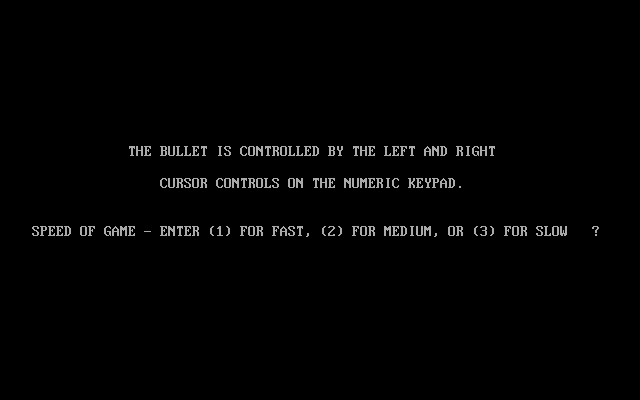 THE BULLET IS CONTROLLED BY THE LEFT AND RIGHT
CURSOR CONTROLS ON THE NUMERIC KEYPAD.
SPEED OF GAME - ENTER (1) FOR FAST, (2) FOR MEDIUM, OR (3) FOR SLOW   ?